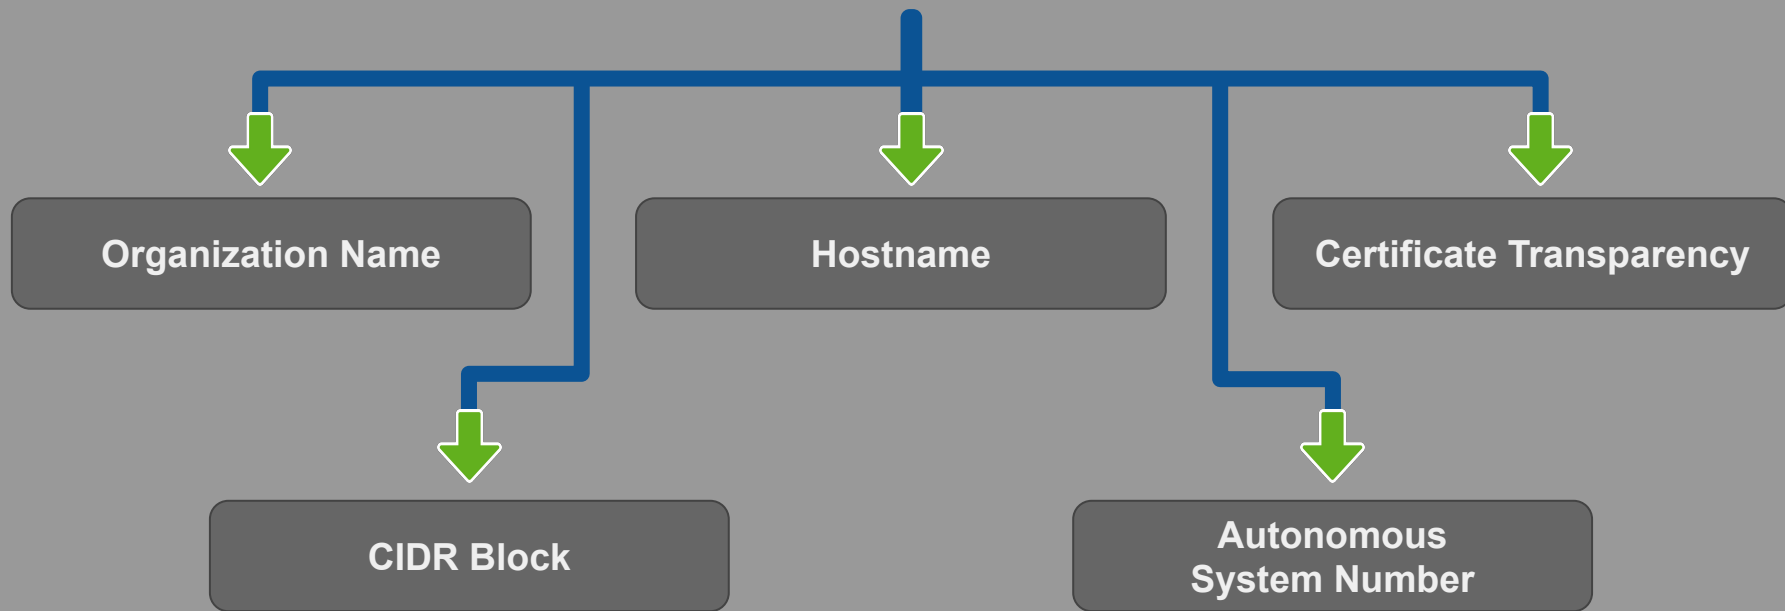 Organization Name
Hostname
Certificate Transparency
CIDR Block
Autonomous
System Number